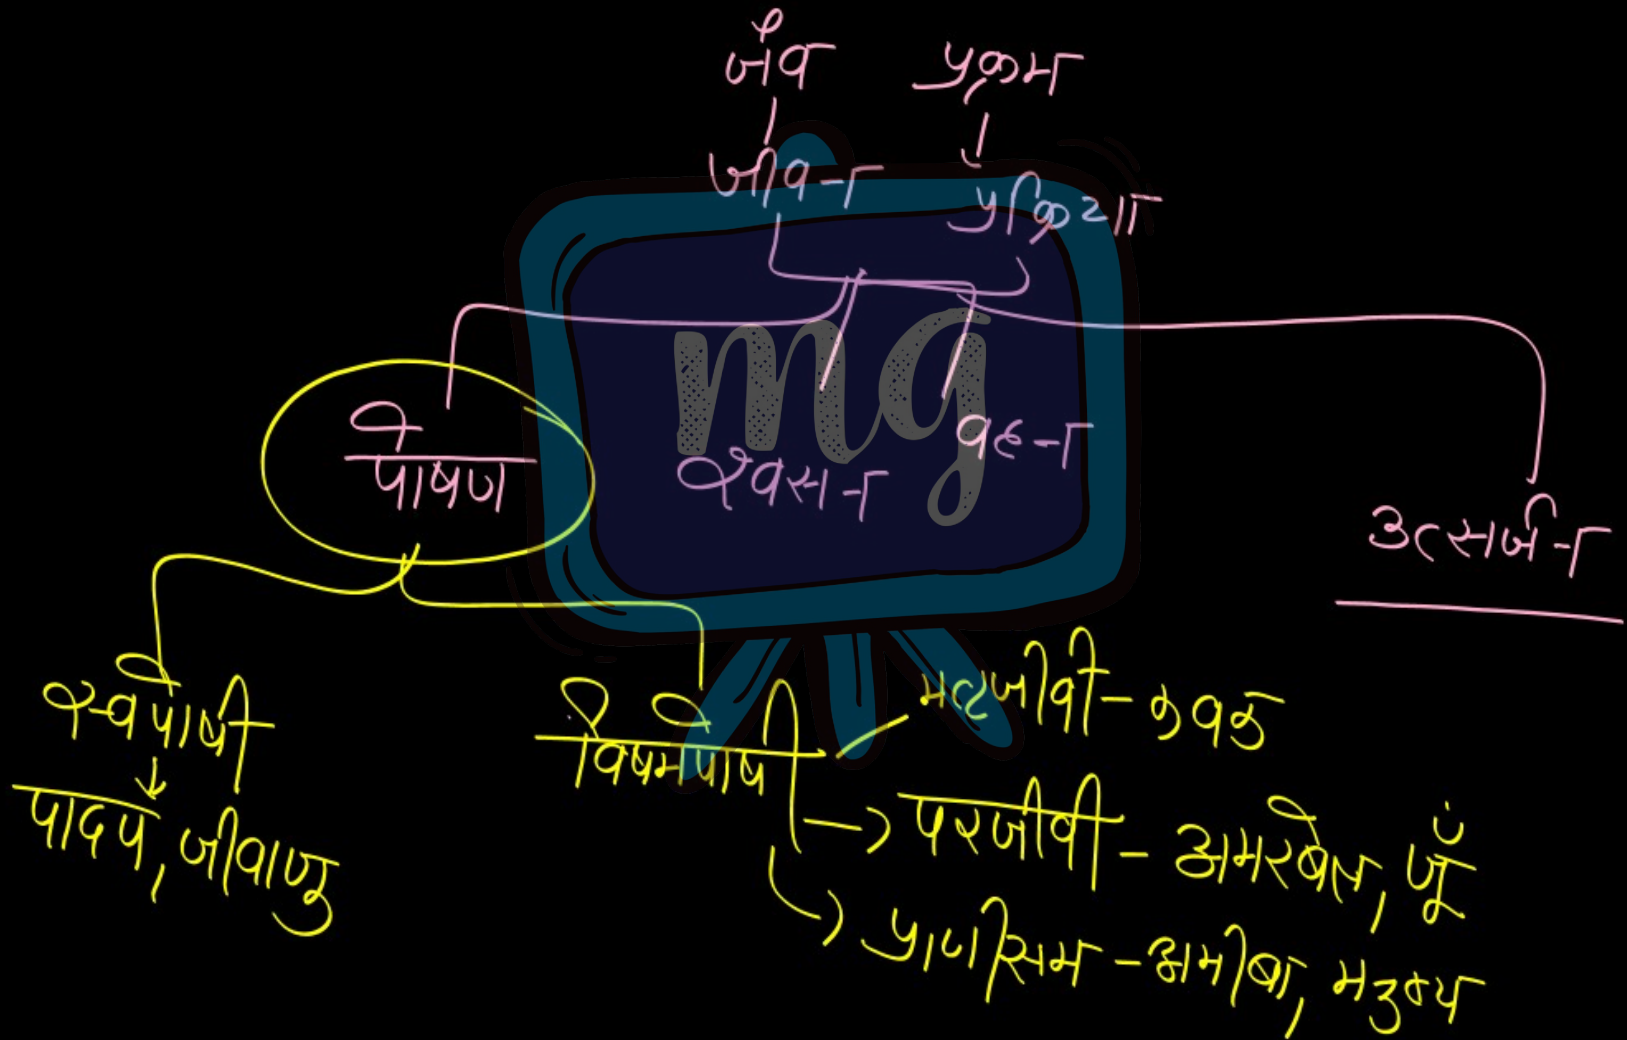 जैव प्रक्रम
जीवन प्रक्रिया
mg
पोषण श्वसन वहन उत्सर्जन
स्वपोषी विषमपोषी मृतजीवी - कवक
पादप, जीवाणु परजीवी - अमरबेल, जूँ
प्राणीसम - अमीबा, मनुष्य